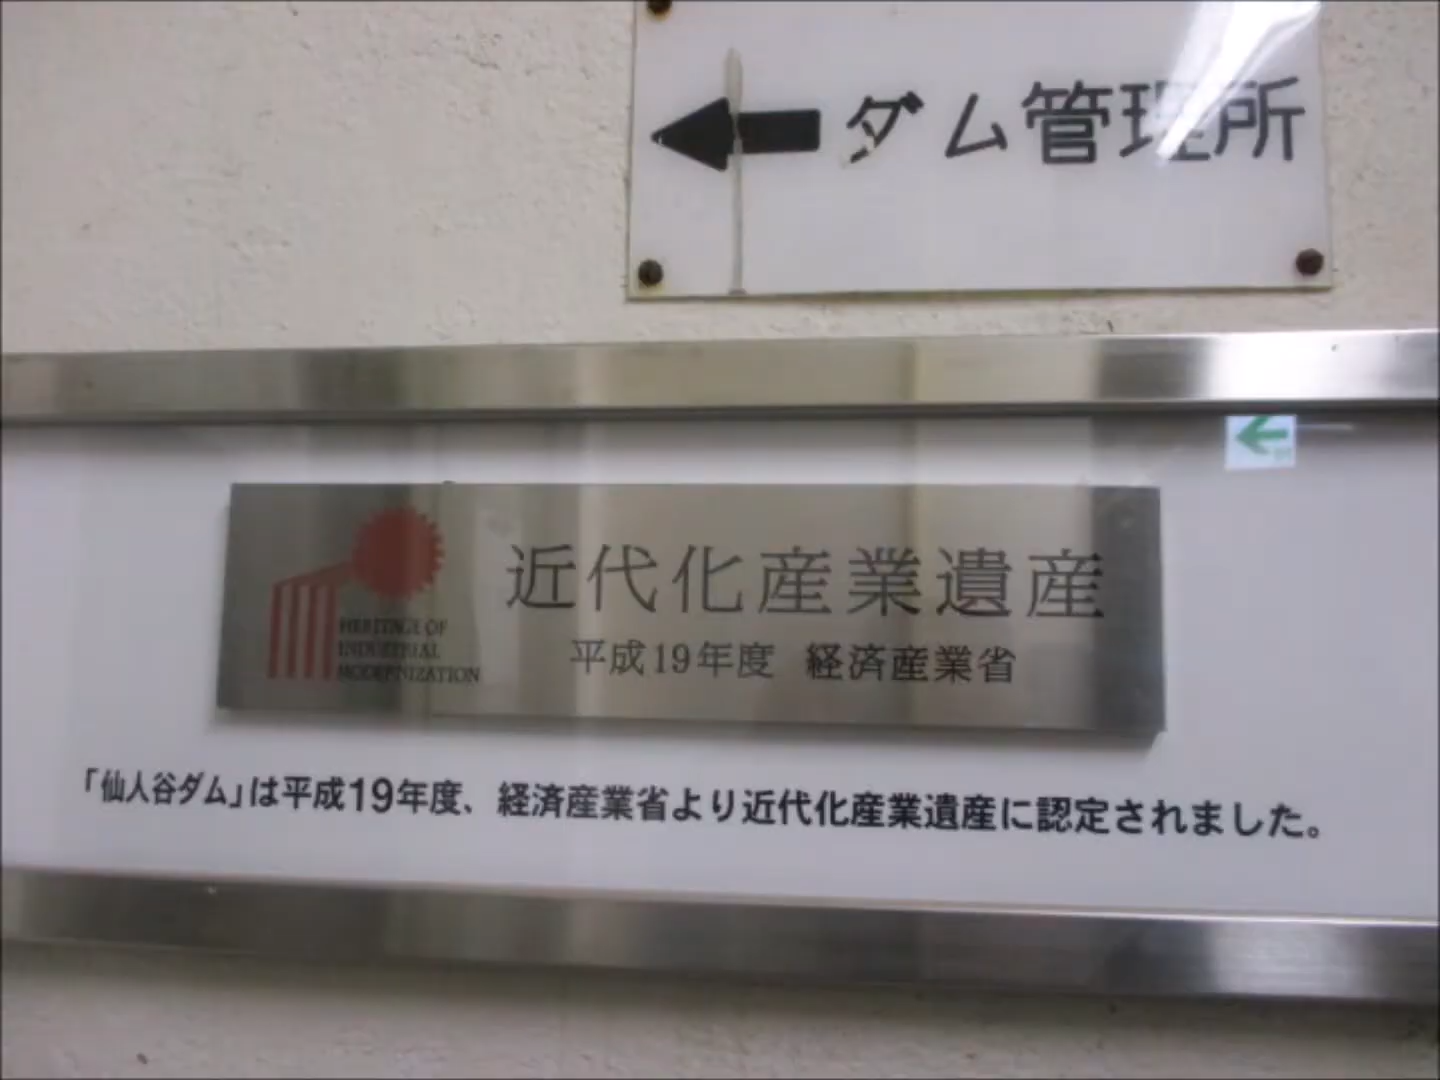 ダム管理所
近代化産業遺産
HERITAGE OF
INDUSTRIAL
MODERNIZATION
平成19年度 経済産業省
「仙人谷ダム」は平成19年度、経済産業省より近代化産業遺産に認定されました。